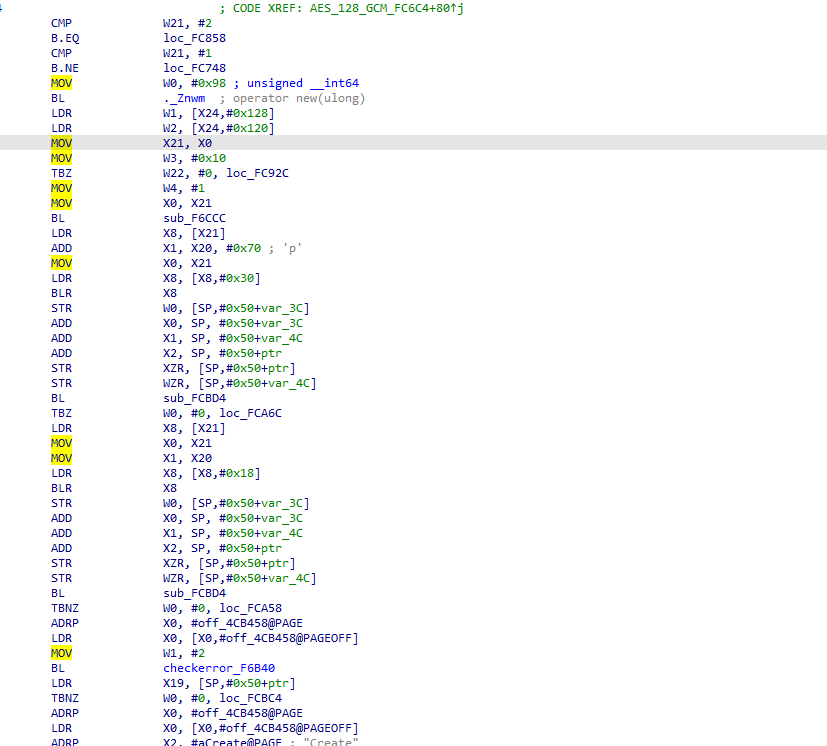 ; CODE XREF: AES_128_GCM_FC6C4+80↑j
CMP W21, #2
B.EQ loc_FC858
CMP W21, #1
B.NE loc_FC748
MOV W0, #0x98 ; unsigned __int64
BL ._Znwm ; operator new(ulong)
LDR W1, [X24,#0x128]
LDR W2, [X24,#0x120]
MOV X21, X0
MOV W3, #0x10
TBZ W22, #0, loc_FC92C
MOV W4, #1
MOV X0, X21
BL sub_F6CCC
LDR X8, [X21]
ADD X1, X20, #0x70 ; 'p'
MOV X0, X21
LDR X8, [X8,#0x30]
BLR X8
STR W0, [SP,#0x50+var_3C]
ADD X0, SP, #0x50+var_3C
ADD X1, SP, #0x50+var_4C
ADD X2, SP, #0x50+ptr
STR XZR, [SP,#0x50+ptr]
STR WZR, [SP,#0x50+var_4C]
BL sub_FCBD4
TBZ W0, #0, loc_FCA6C
LDR X8, [X21]
MOV X0, X21
MOV X1, X20
LDR X8, [X8,#0x18]
BLR X8
STR W0, [SP,#0x50+var_3C]
ADD X0, SP, #0x50+var_3C
ADD X1, SP, #0x50+var_4C
ADD X2, SP, #0x50+ptr
STR XZR, [SP,#0x50+ptr]
STR WZR, [SP,#0x50+var_4C]
BL sub_FCBD4
TBNZ W0, #0, loc_FCA58
ADRP X0, #off_4CB458@PAGE
LDR X0, [X0,#off_4CB458@PAGEOFF]
MOV W1, #2
BL checkerror_F6B40
LDR X19, [SP,#0x50+ptr]
TBNZ W0, #0, loc_FCBC4
ADRP X0, #off_4CB458@PAGE
LDR X0, [X0,#off_4CB458@PAGEOFF]
ADRP X2, #aCreate@PAGE ; "Create"